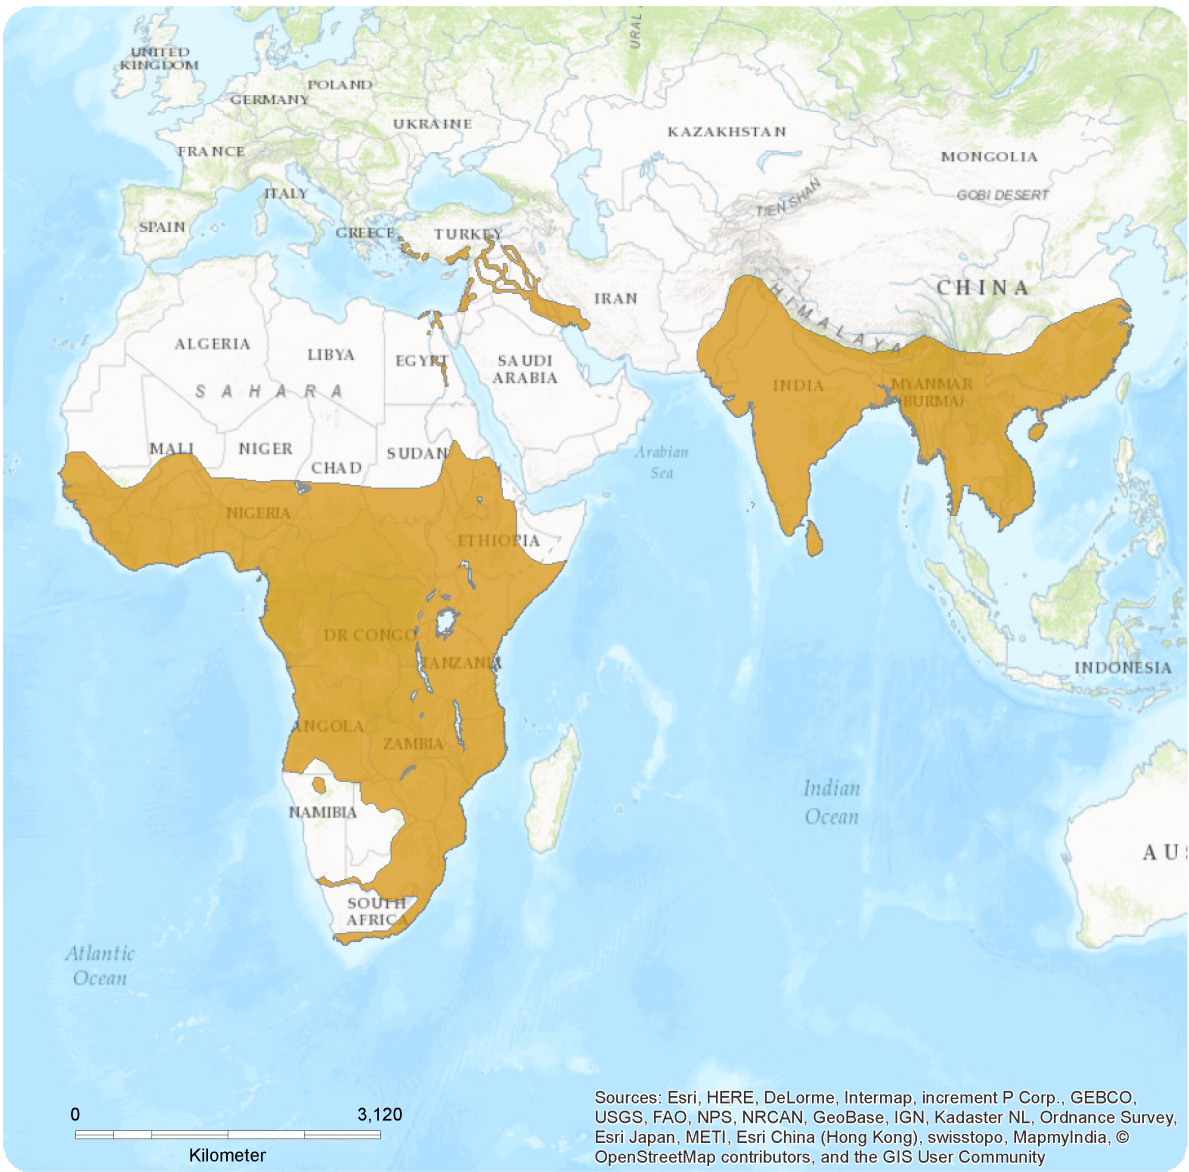 URAL
UNITED
KINGDOM
POLAND
GERMANY
UKRAINE
KAZAKHSTAN
FRANCE
MONGOLIA
TIEN SHAN
GOBI DESERT
ITALY
SPAIN
GREECE
TURKEY
CHINA
IRAN
HIMALAYA
ALGERIA
LIBYA
EGYPT
SAUDI
ARABIA
SAHARA
INDIA
MYANMAR
(BURMA)
MALI
NIGER
CHAD
SUDAN
Arabian
Sea
NIGERIA
ETHIOPIA
DR CONGO
TANZANIA
INDONESIA
ANGOLA
ZAMBIA
NAMIBIA
Indian
Ocean
AUS
SOUTH
AFRICA
Atlantic
Ocean
0 3,120
Kilometer
Sources: Esri, HERE, DeLorme, Intermap, increment P Corp., GEBCO,
USGS, FAO, NPS, NRCAN, GeoBase, IGN, Kadaster NL, Ordnance Survey,
Esri Japan, METI, Esri China (Hong Kong), swisstopo, MapmyIndia, ©
OpenStreetMap contributors, and the GIS User Community